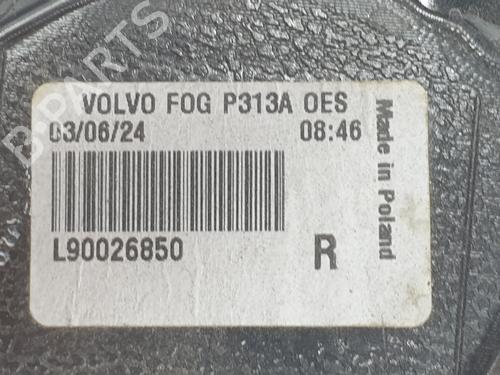 VOLVO FOG P313A OES
03/06/24 08:46
L90026850
R
Made in Poland
B-PARTS